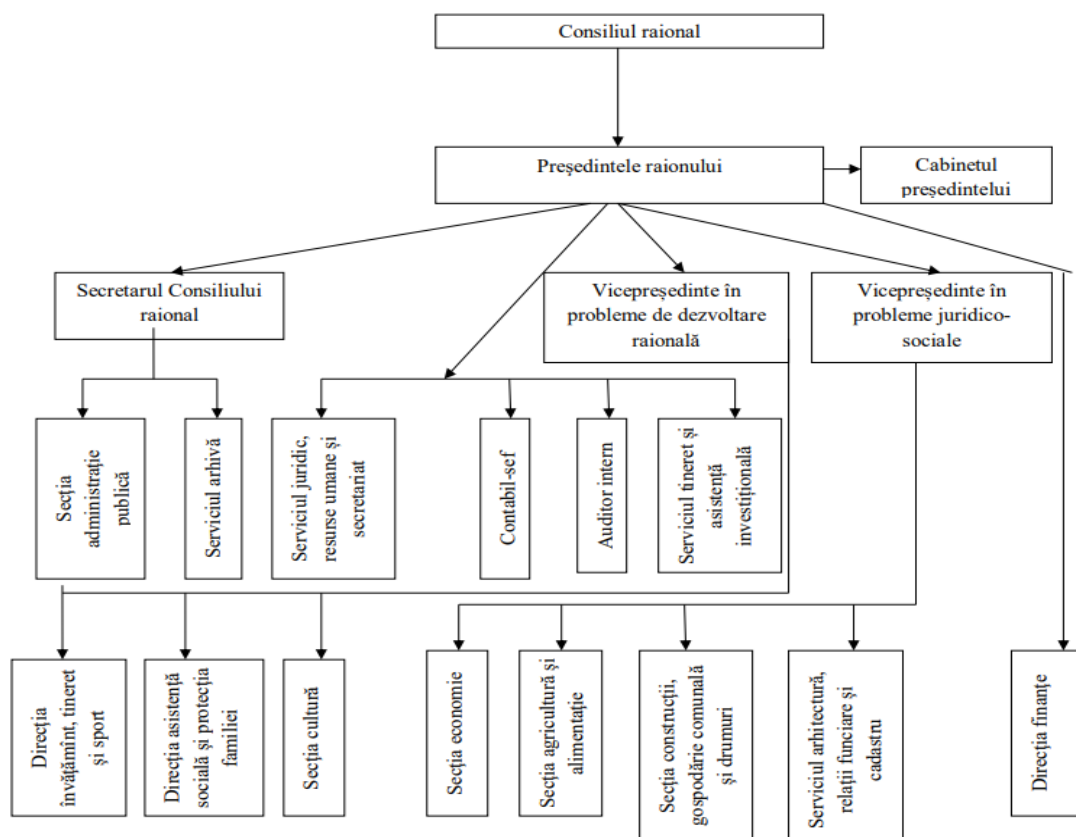 Consiliul raional
Preşedintele raionului
Cabinetul
preşedintelui
Secretarul Consiliului
raional
Vicepreședinte în
probleme de dezvoltare
raională
Vicepreședinte în
probleme juridico-
sociale
Secția
administrație
publică
Serviciul arhivă
Serviciul juridic,
resurse umane și
secretariat
Contabil-sef
Auditor intern
Serviciul tineret și
asistență
investițională
Direcția
învățămînt, tineret
și sport
Direcția asistență
socială și protecția
familiei
Secția cultură
Secția economie
Secția agricultură și
alimentație
Secția construcții,
gospodărie comunală
și drumuri
Serviciul arhitectură,
relații funciare și
cadastru
Direcția finanțe